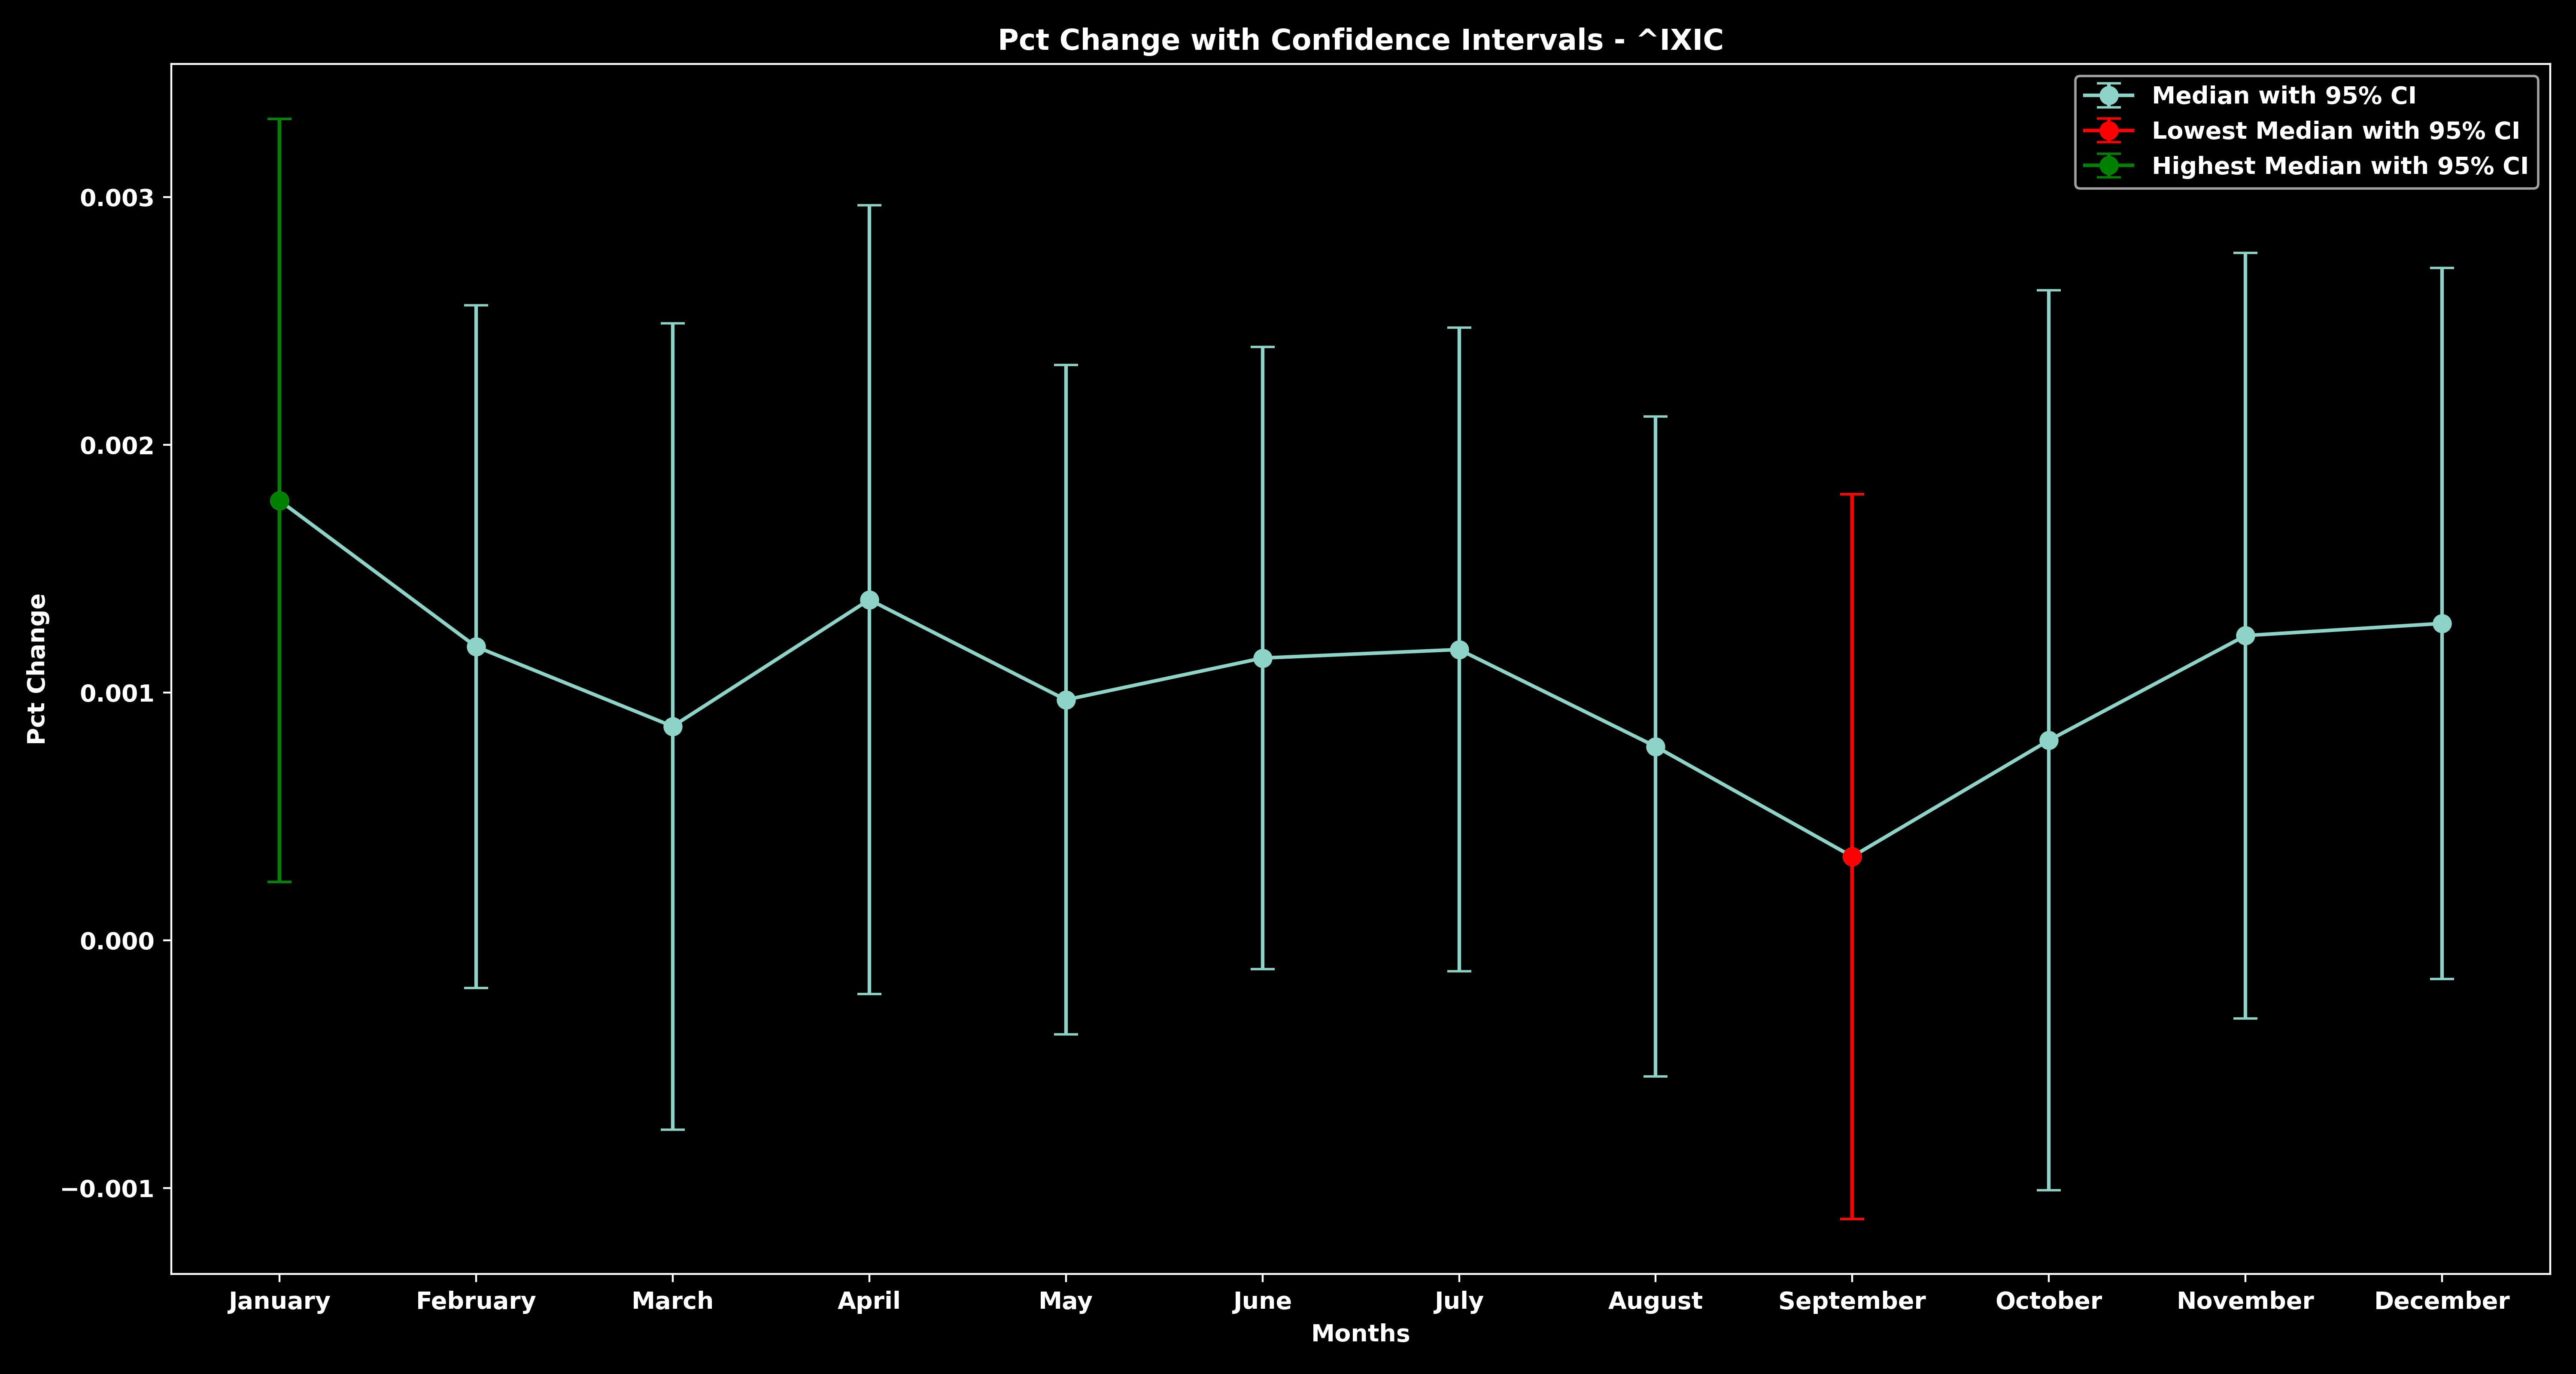 Pct Change with Confidence Intervals - ^IXIC
Median with 95% CI
Lowest Median with 95% CI
Highest Median with 95% CI
Pct Change
0.003
0.002
0.001
0.000
−0.001
January February March April May June July August September October November December
Months